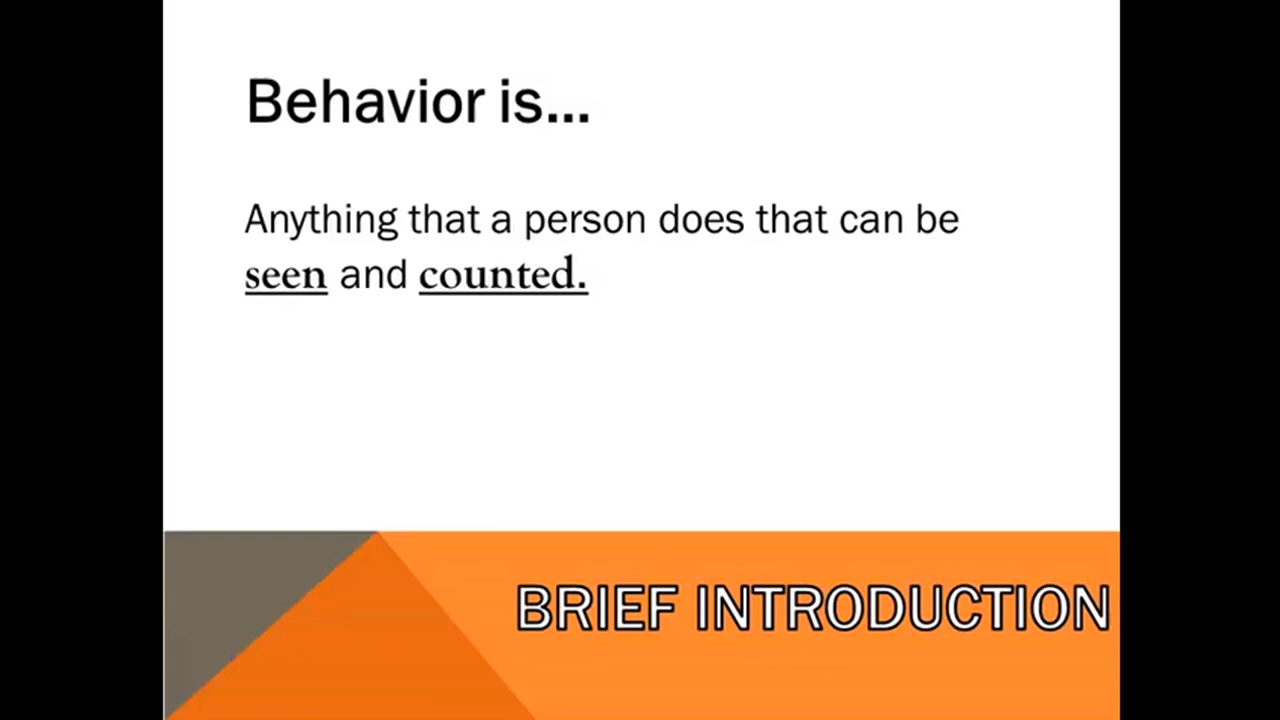 Behavior is...
Anything that a person does that can be
seen and counted.
BRIEF INTRODUCTION